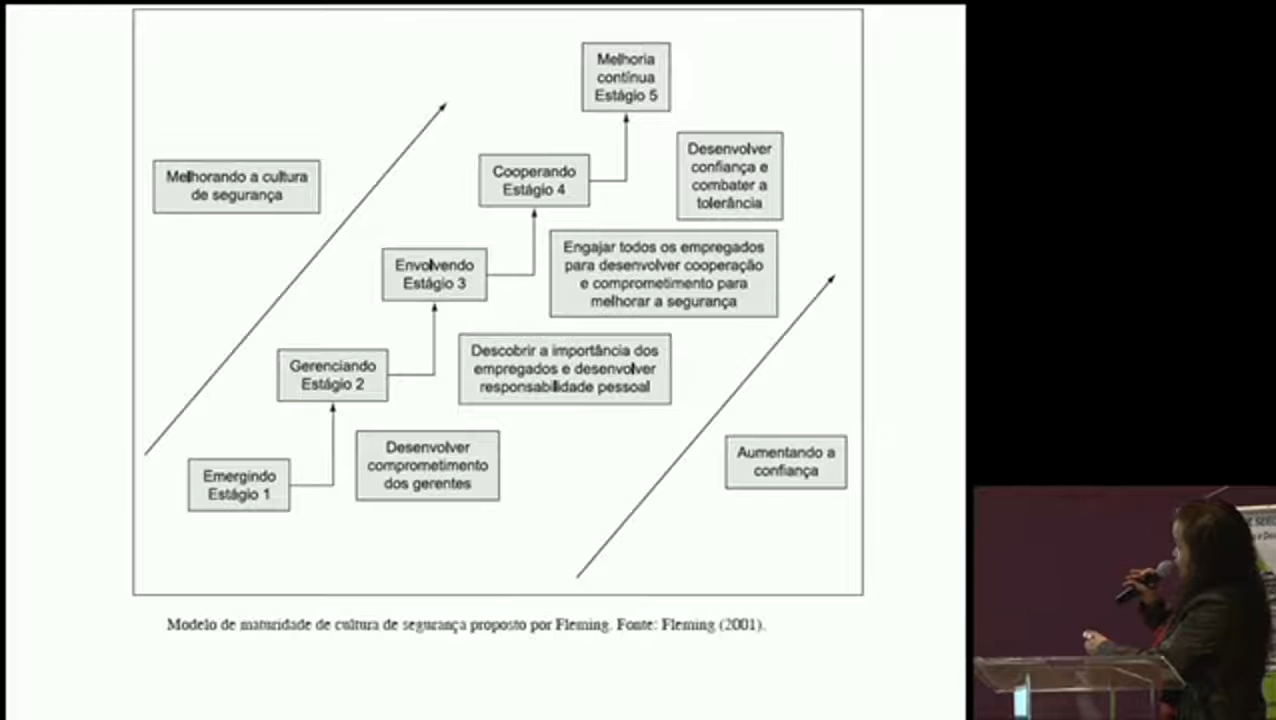 Melhoria
contínua
Estágio 5
Desenvolver
confiança e
combater a
tolerância
Melhorando a cultura
de segurança
Cooperando
Estágio 4
Engajar todos os empregados
para desenvolver cooperação
e comprometimento para
melhorar a segurança
Envolvendo
Estágio 3
Descobrir a importância dos
empregados e desenvolver
responsabilidade pessoal
Gerenciando
Estágio 2
Desenvolver
comprometimento
dos gerentes
Aumentando a
confiança
Emergindo
Estágio 1
Modelo de maturidade de cultura de segurança proposto por Fleming. Fonte: Fleming (2001).